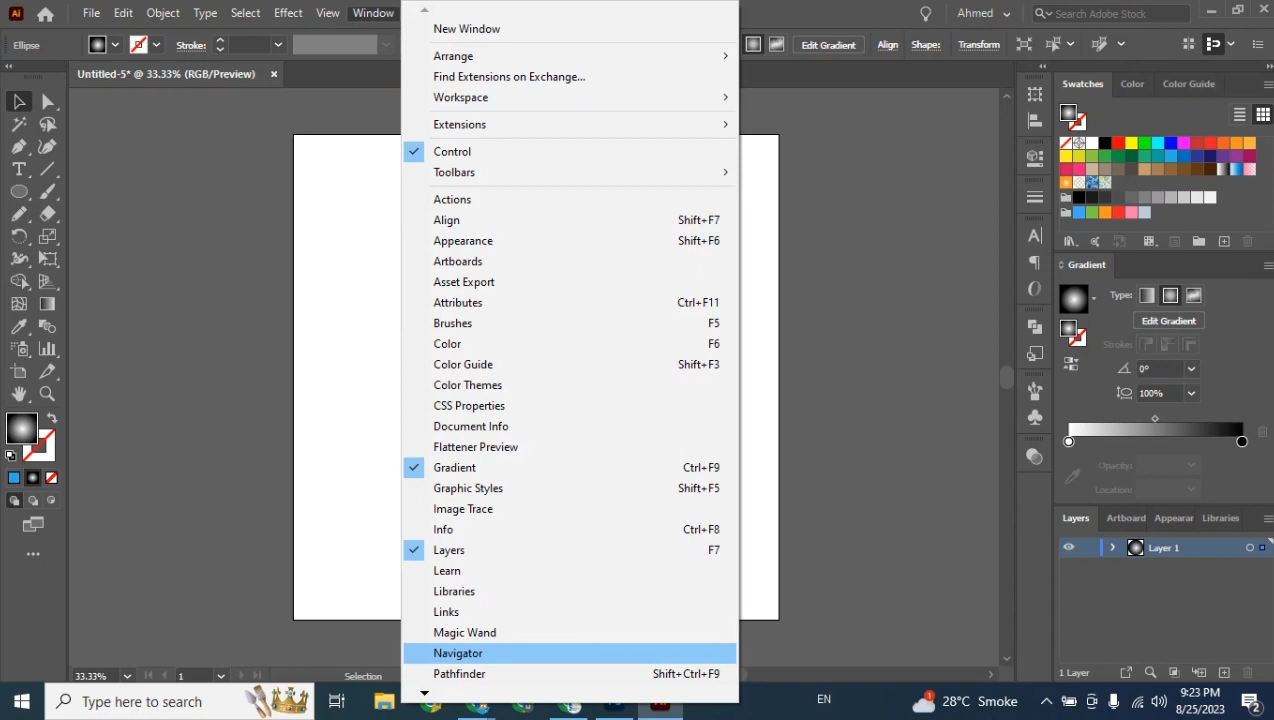 Ai File Edit Object Type Select Effect View Window Ahmed Search Adobe Stock
Ellipse Stroke: Edit Gradient Align Shape: Transform
Untitled-5* @ 33.33% (RGB/Preview) ×
New Window
Arrange
Find Extensions on Exchange...
Workspace
Extensions
Control
Toolbars
Actions
Align Shift+F7
Appearance Shift+F6
Artboards
Asset Export
Attributes Ctrl+F11
Brushes F5
Color F6
Color Guide Shift+F3
Color Themes
CSS Properties
Document Info
Flattener Preview
Gradient Ctrl+F9
Graphic Styles Shift+F5
Image Trace
Info Ctrl+F8
Layers F7
Learn
Libraries
Links
Magic Wand
Navigator
Pathfinder Shift+Ctrl+F9
Swatches Color Color Guide
Gradient
Type:
Edit Gradient
Stroke:
0°
100%
Opacity:
Location:
Layers Artboard Appearar Libraries
Layer 1
1 Layer
33.33% 1 Selection
Type here to search
EN
1
28°C Smoke
9:23 PM
8/25/2023
2